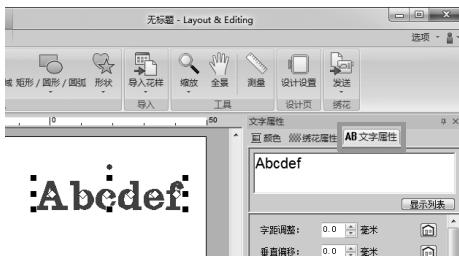 无标题 - Layout & Editing
选项
域 矩形 / 圆形 / 圆弧 形状 导入花样 缩放 全景 测量 设计设置 发送
导入 工具 设计页 绣花
0 50 文字属性
颜色 绣花属性 AB 文字属性
Abcdef
Abcdef
显示列表
字距调整: 0.0 毫米
垂直偏移: 0.0 毫米